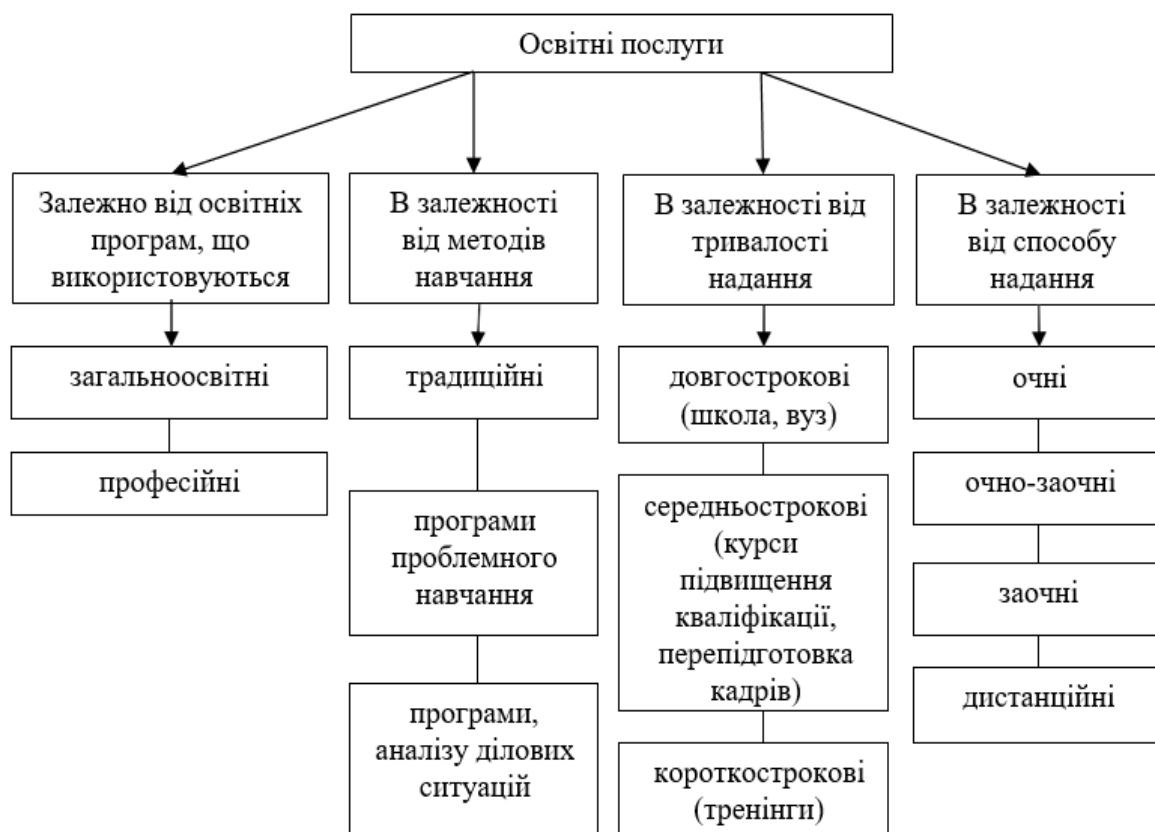 Освітні послуги
Залежно від освітніх
програм, що
використовуються
В залежності
від методів
навчання
В залежності від
тривалості
надання
В залежності
від способу
надання
загальноосвітні
професійні
традиційні
програми
проблемного
навчання
програми,
аналізу ділових
ситуацій
довгострокові
(школа, вуз)
середньострокові
(курси
підвищення
кваліфікації,
перепідготовка
кадрів)
короткострокові
(тренінги)
очні
очно-заочні
заочні
дистанційні